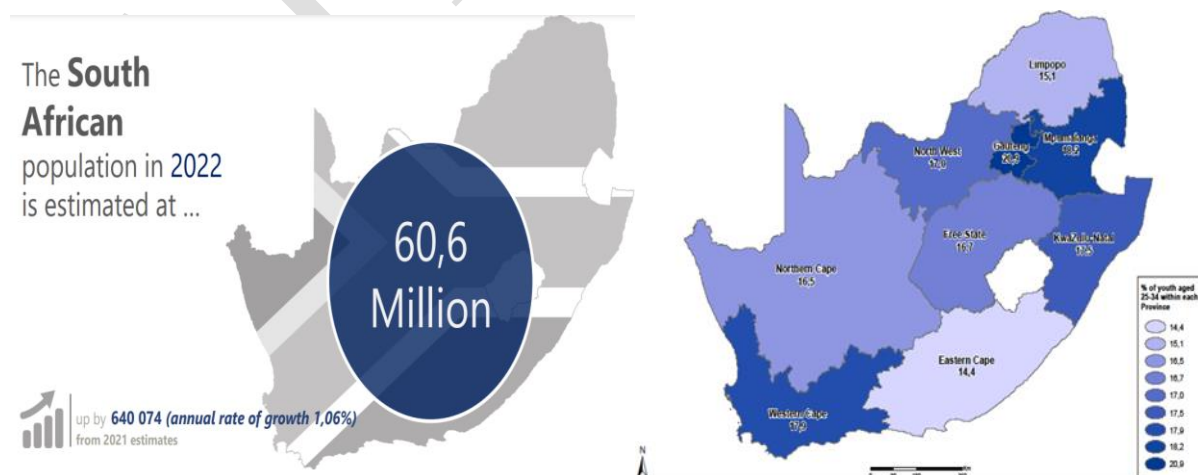 The South
African
population in 2022
is estimated at ...
60,6
Million
up by 640 074 (annual rate of growth 1,06%)
from 2021 estimates
Limpopo
15,1
North West
17,0
Gauteng
20,9
Mpumalanga
18,2
Free State
16,7
KwaZulu-Natal
17,5
Northern Cape
16,5
Eastern Cape
14,4
Western Cape
17,9
N
% of youth aged
25-34 within each
Province
14,4
15,1
16,5
16,7
17,0
17,5
17,9
18,2
20,9